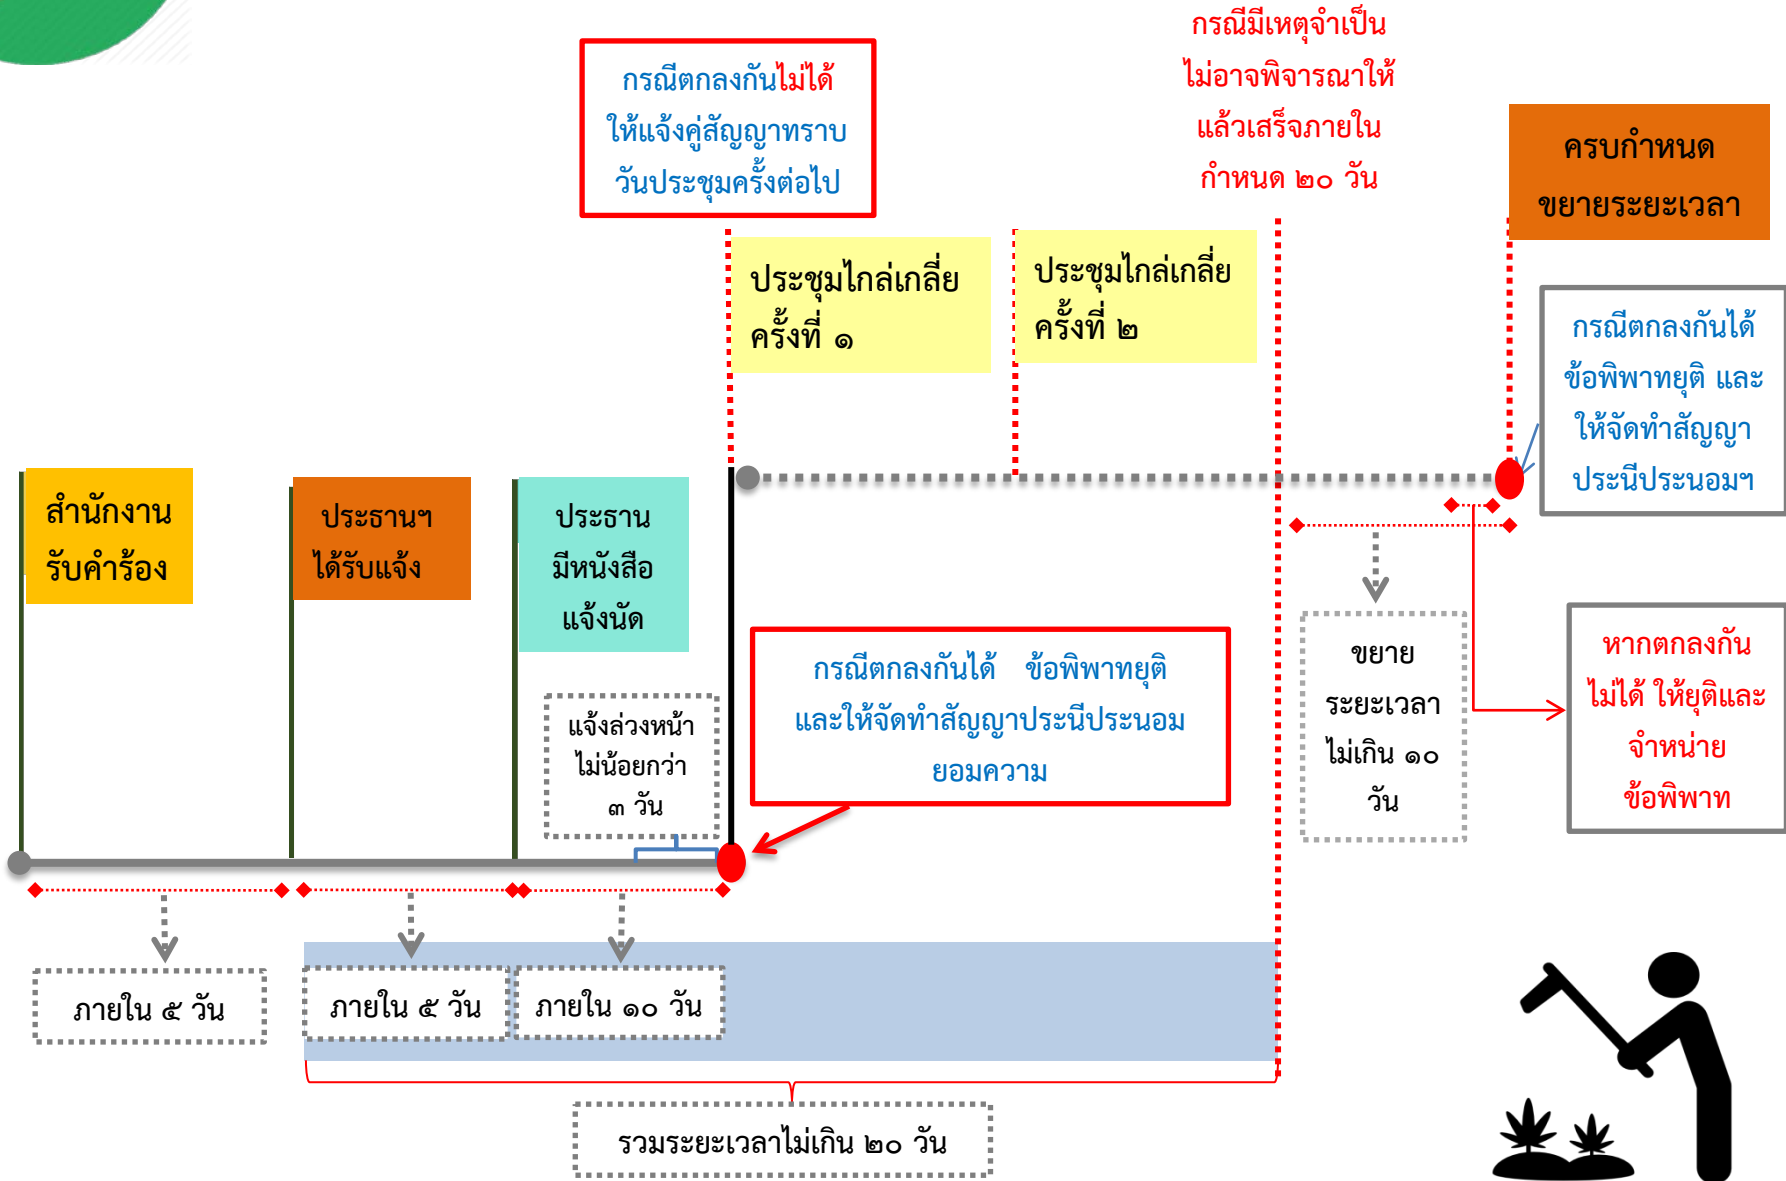 กรณีมีเหตุจำเป็น
ไม่อาจพิจารณาให้
แล้วเสร็จภายใน
กำหนด ๒๐ วัน
กรณีตกลงกันไม่ได้
ให้แจ้งคู่สัญญาทราบ
วันประชุมครั้งต่อไป
ครบกำหนด
ขยายระยะเวลา
ประชุมไกล่เกลี่ย
ครั้งที่ ๑
ประชุมไกล่เกลี่ย
ครั้งที่ ๒
กรณีตกลงกันได้
ข้อพิพาทยุติ และ
ให้จัดทำสัญญา
ประนีประนอมฯ
สำนักงาน
รับคำร้อง
ประธานฯ
ได้รับแจ้ง
ประธาน
มีหนังสือ
แจ้งนัด
แจ้งล่วงหน้า
ไม่น้อยกว่า
๓ วัน
กรณีตกลงกันได้ ข้อพิพาทยุติ
และให้จัดทำสัญญาประนีประนอม
ยอมความ
ขยาย
ระยะเวลา
ไม่เกิน ๑๐
วัน
หากตกลงกัน
ไม่ได้ ให้ยุติและ
จำหน่าย
ข้อพิพาท
ภายใน ๕ วัน
ภายใน ๕ วัน
ภายใน ๑๐ วัน
รวมระยะเวลาไม่เกิน ๒๐ วัน